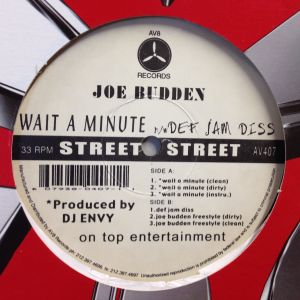 AV8
RECORDS
JOE BUDDEN
WAIT A MINUTE b/w DEF JAM DISS
33 RPM STREET STREET AV407
SIDE A:
1. *wait a minute (clean)
2. *wait a minute (dirty)
3. *wait a minute (instru.)
SIDE B:
1.def jam diss
2.joe budden freestyle (dirty)
3.joe budden freestyle (clean)
*Produced by
DJ ENVY
on top entertainment